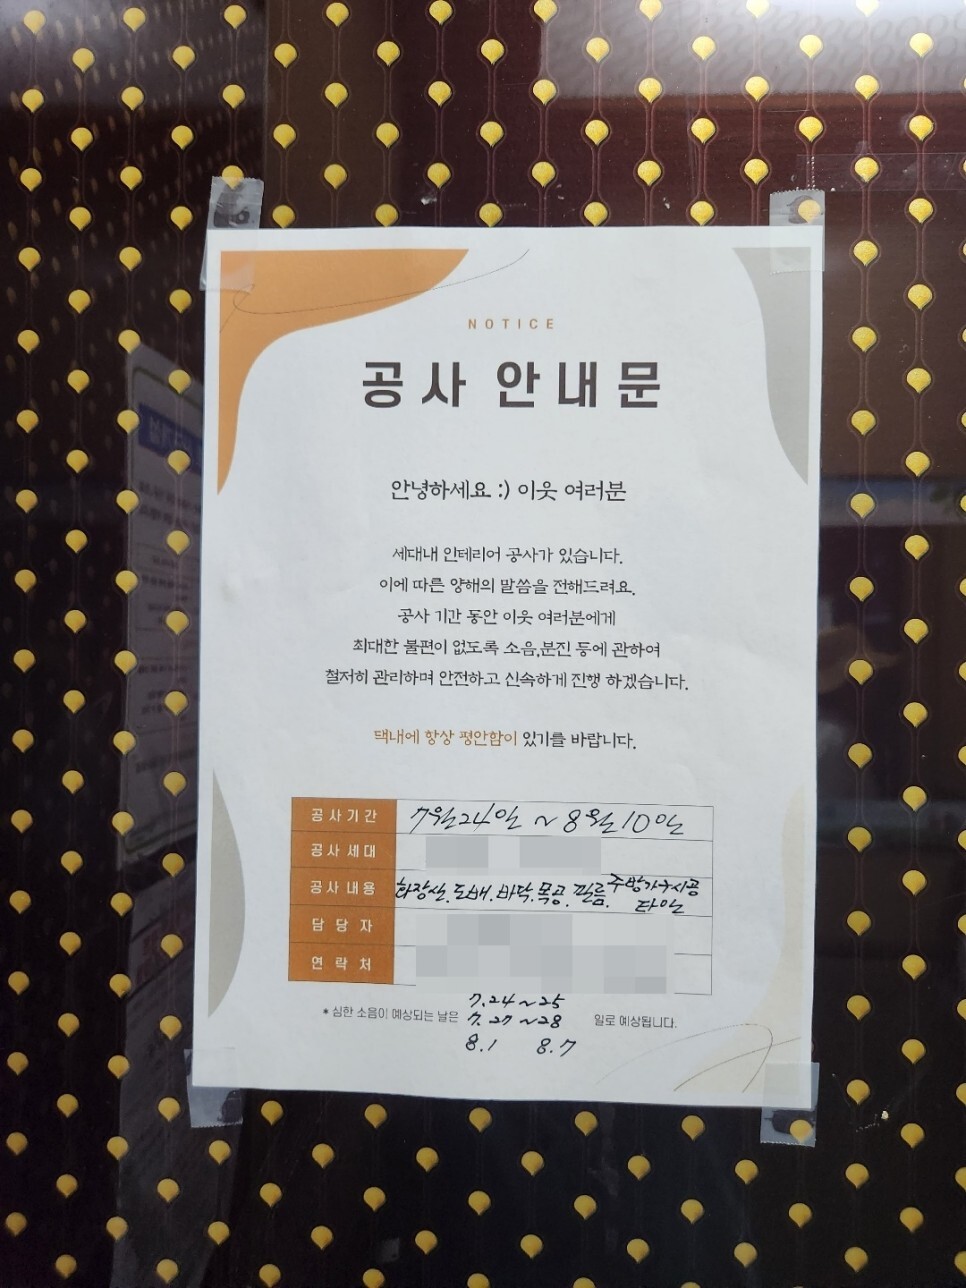 NOTICE
공사 안내문
안녕하세요 :) 이웃 여러분
세대내 인테리어 공사가 있습니다.
이에 따른 양해의 말씀을 전해드려요.
공사 기간 동안 이웃 여러분에게
최대한 불편이 없도록 소음,분진 등에 관하여
철저히 관리하며 안전하고 신속하게 진행 하겠습니다.
댁내에 항상 평안함이 있기를 바랍니다.
공사기간 7월24일 ~ 8월10일
공사세대
공사내용 화장실. 도배. 바닥. 목공. 필름. 주방가구시공 타일
담당자
연락처
* 심한 소음이 예상되는 날은 7.24~25 일로 예상됩니다.
7.27~28
8.1 8.7